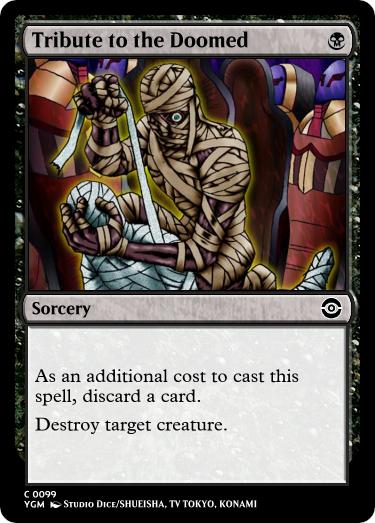 Tribute to the Doomed
Sorcery
As an additional cost to cast this
spell, discard a card.
Destroy target creature.
C 0099
YGM Studio Dice/SHUEISHA, TV TOKYO, KONAMI